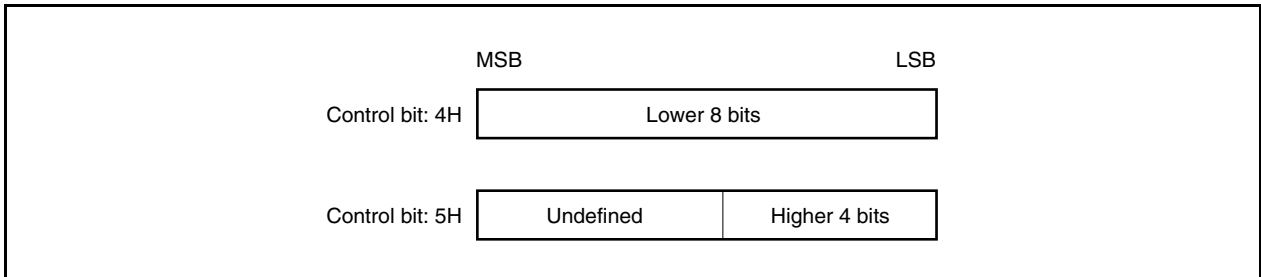 MSB LSB
Control bit: 4H Lower 8 bits
Control bit: 5H Undefined Higher 4 bits